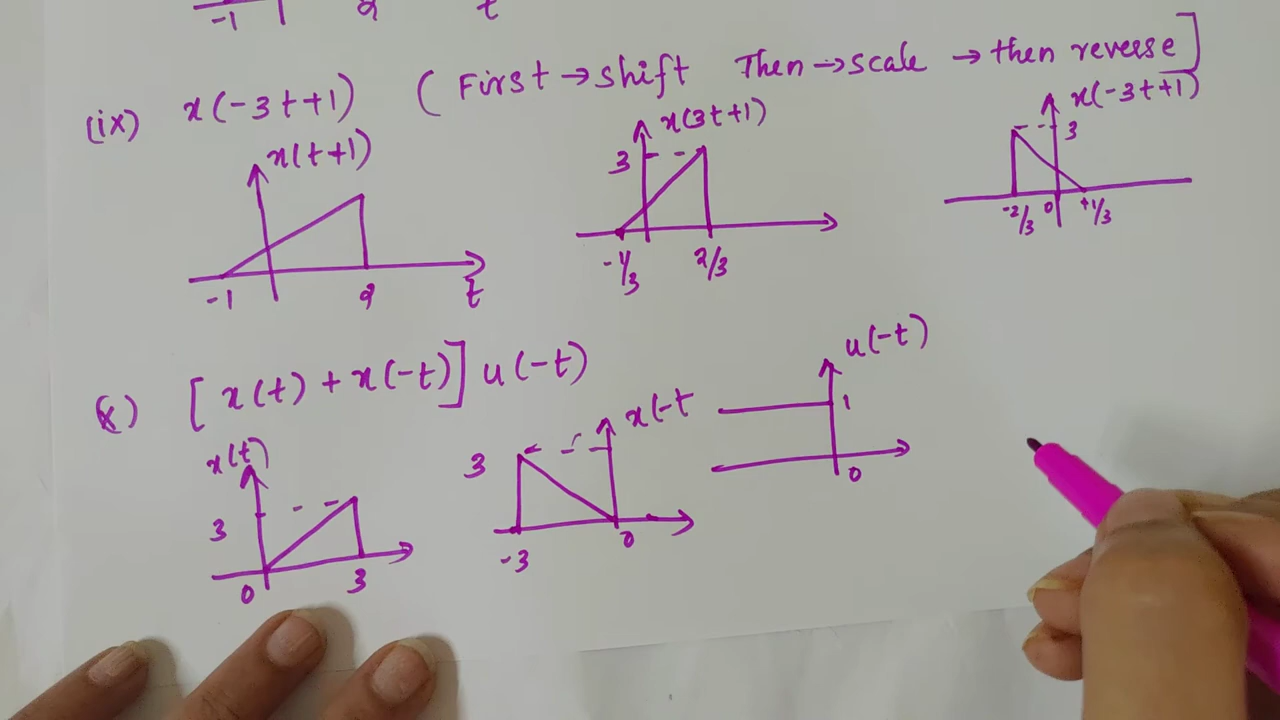 -1 2 t
(ix) x(-3t+1) ( First → shift Then → scale → then reverse ]
x(t+1) x(3t+1) x(-3t+1)
3 3
-1 2 t -1/3 2/3 -2/3 0 +1/3
(x) [ x(t) + x(-t) ] u(-t)
x(t) x(-t u(-t)
3 3 1
0 3 -3 0 0